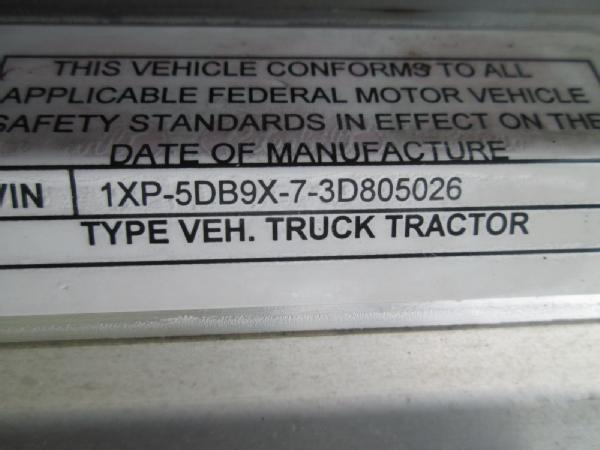 THIS VEHICLE CONFORMS TO ALL
APPLICABLE FEDERAL MOTOR VEHICLE
SAFETY STANDARDS IN EFFECT ON THE
DATE OF MANUFACTURE
VIN 1XP-5DB9X-7-3D805026
TYPE VEH. TRUCK TRACTOR